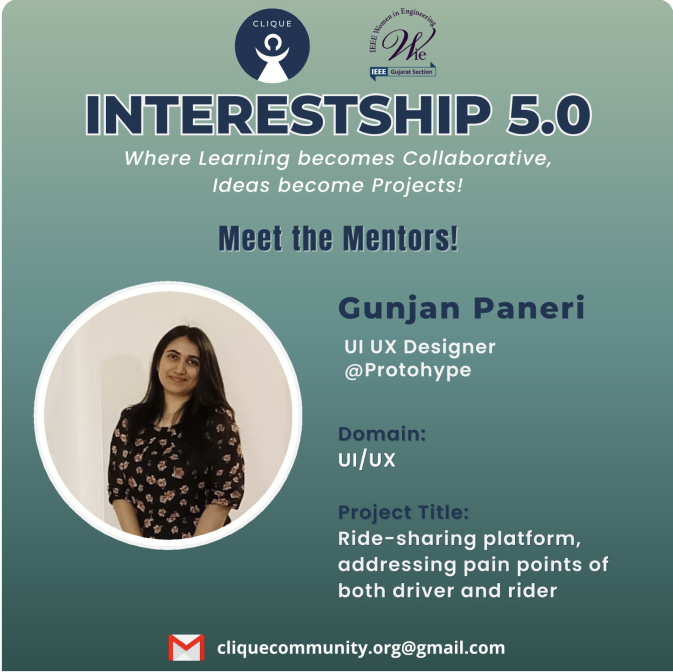 CLIQUE
IEEE Women in Engineering
WIE
IEEE Gujarat Section
INTERESTSHIP 5.0
Where Learning becomes Collaborative,
Ideas become Projects!
Meet the Mentors!
Gunjan Paneri
UI UX Designer
@Protohype
Domain:
UI/UX
Project Title:
Ride-sharing platform,
addressing pain points of
both driver and rider
cliquecommunity.org@gmail.com